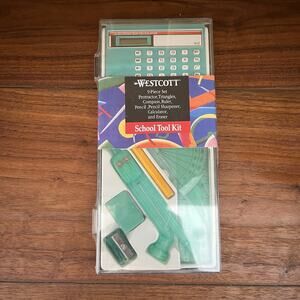 WESTCOTT
9-Piece Set
Protractor, Triangles,
Compass, Ruler,
Pencil, Pencil Sharpener,
Calculator,
and Eraser
School Tool Kit